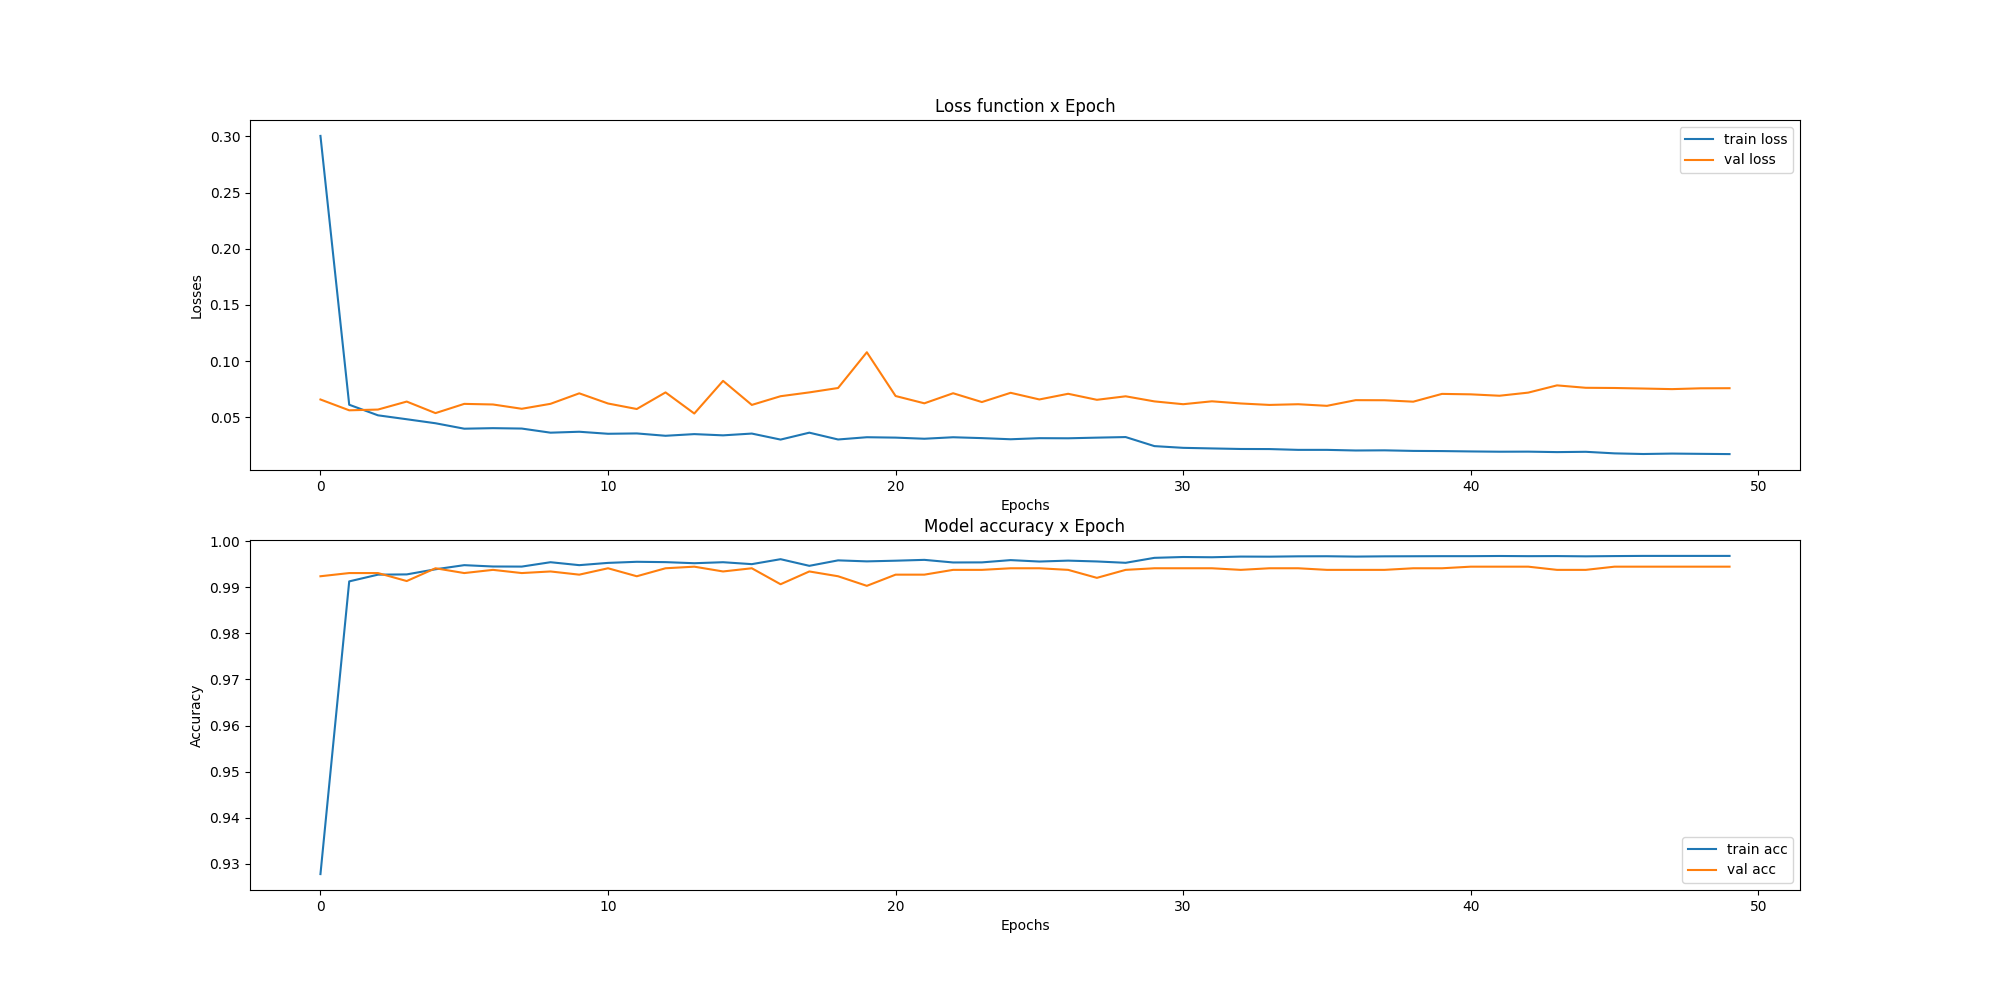 Loss function x Epoch
0.30
0.25
0.20
0.15
0.10
0.05
Losses
train loss
val loss
0 10 20 30 40 50
Epochs
Model accuracy x Epoch
1.00
0.99
0.98
0.97
0.96
0.95
0.94
0.93
Accuracy
train acc
val acc
0 10 20 30 40 50
Epochs